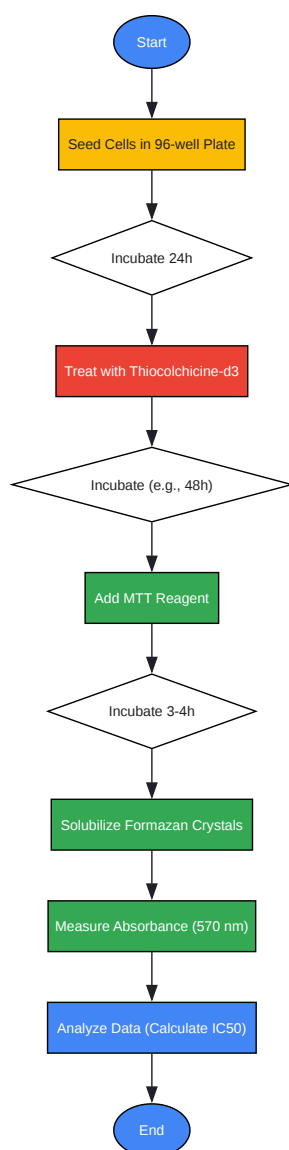 Start
Seed Cells in 96-well Plate
Incubate 24h
Treat with Thiocolchicine-d3
Incubate (e.g., 48h)
Add MTT Reagent
Incubate 3-4h
Solubilize Formazan Crystals
Measure Absorbance (570 nm)
Analyze Data (Calculate IC50)
End